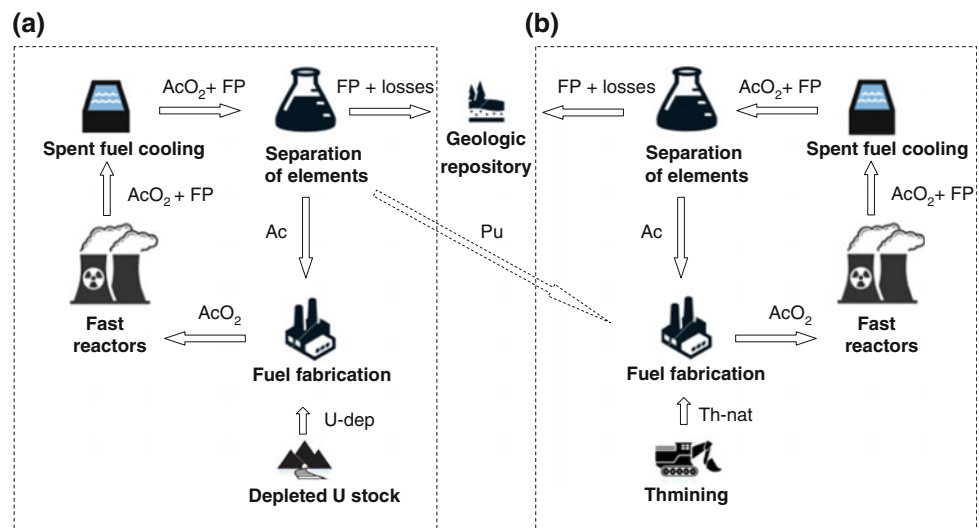 (a)
(b)
AcO₂+ FP
FP + losses
FP + losses
AcO₂+ FP
Spent fuel cooling
Separation
of elements
Geologic
repository
Separation
of elements
Spent fuel cooling
AcO₂ + FP
Ac
Pu
Ac
AcO₂+ FP
Fast
reactors
AcO₂
AcO₂
Fast
reactors
Fuel fabrication
Fuel fabrication
U-dep
Th-nat
Depleted U stock
Thmining